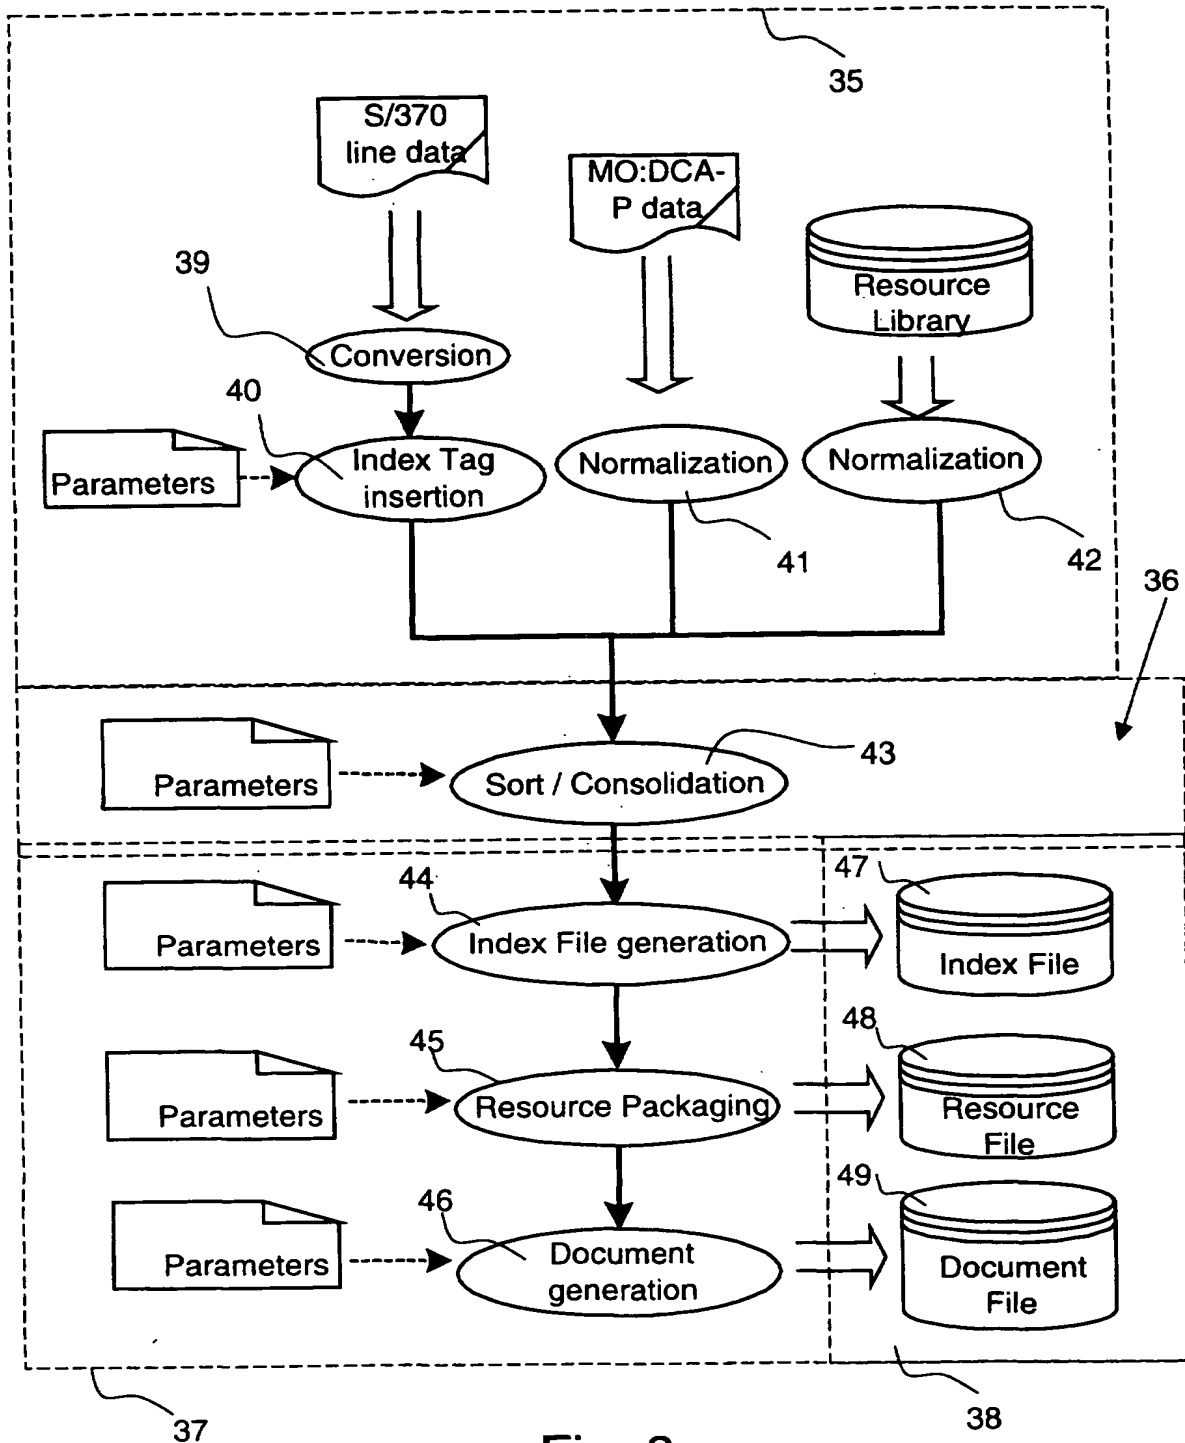 35
S/370
line data
MO:DCA-
P data
Resource
Library
39
Conversion
40
Parameters
Index Tag
insertion
Normalization
Normalization
41
42
36
Parameters
Sort / Consolidation
43
44
Parameters
Index File generation
47
Index File
45
Parameters
Resource Packaging
48
Resource
File
46
Parameters
Document
generation
49
Document
File
37
38